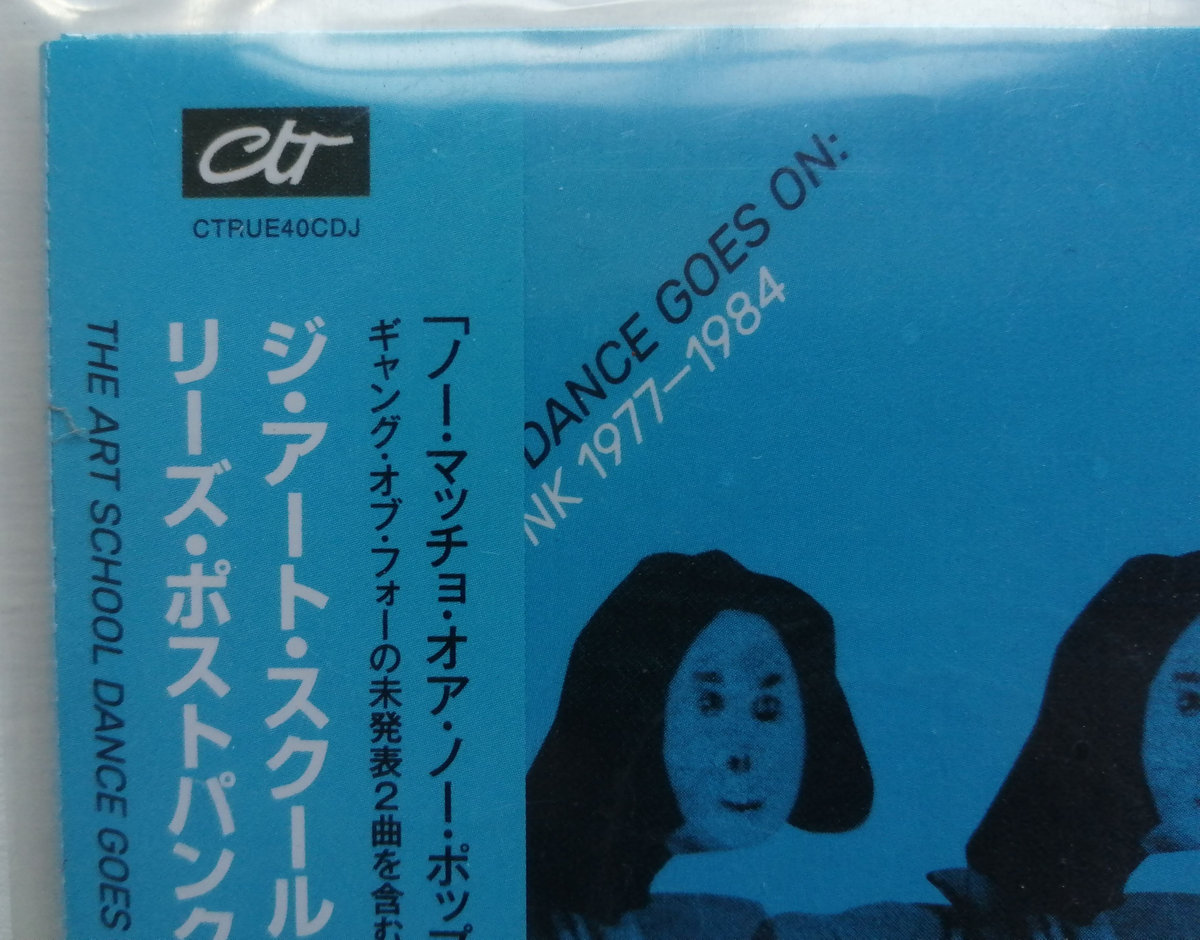 ctr
CTRUE40CDJ
「ノー・マッチョ・オア・ノー・ポップ
ギャング・オブ・フォーの未発表2曲を含む
ジ・アート・スクール
リーズ・ポストパンク
THE ART SCHOOL DANCE GOES
DANCE GOES ON:
NK 1977–1984